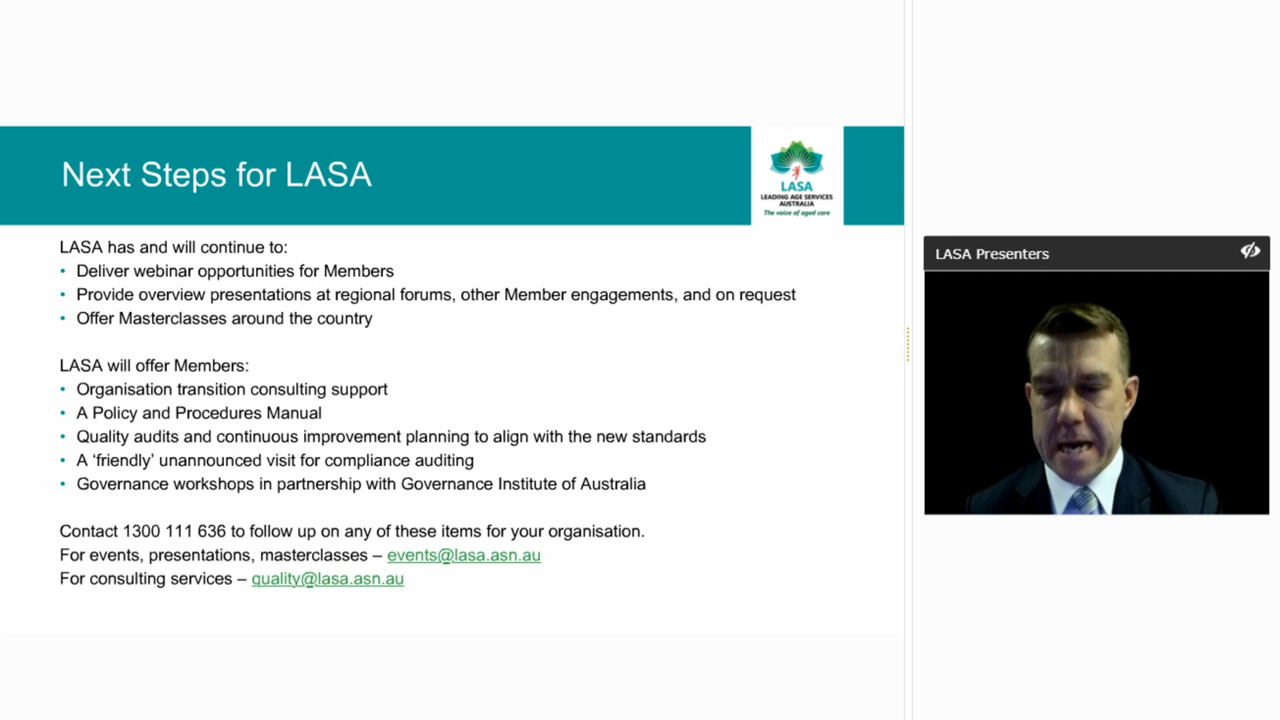 Next Steps for LASA
LASA
LEADING AGE SERVICES
AUSTRALIA
The voice of aged care
LASA has and will continue to:
• Deliver webinar opportunities for Members
• Provide overview presentations at regional forums, other Member engagements, and on request
• Offer Masterclasses around the country
LASA will offer Members:
• Organisation transition consulting support
• A Policy and Procedures Manual
• Quality audits and continuous improvement planning to align with the new standards
• A ‘friendly’ unannounced visit for compliance auditing
• Governance workshops in partnership with Governance Institute of Australia
Contact 1300 111 636 to follow up on any of these items for your organisation.
For events, presentations, masterclasses – events@lasa.asn.au
For consulting services – quality@lasa.asn.au
LASA Presenters